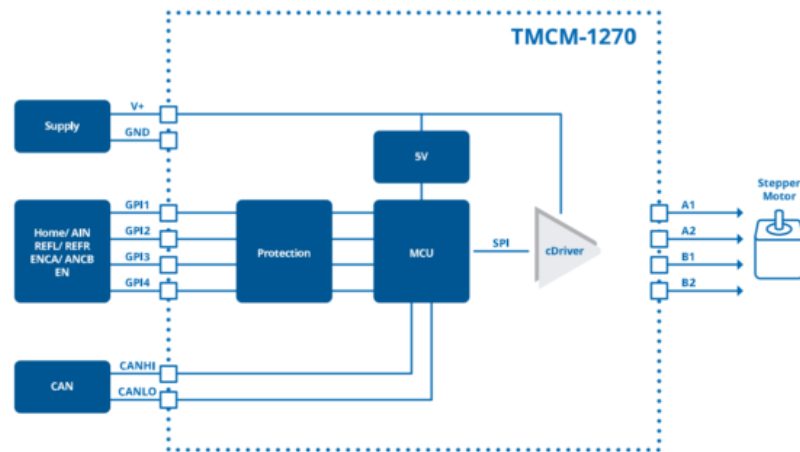 TMCM-1270
V+
Supply
GND
5V
GPI1
GPI2
GPI3
GPI4
Home/ AIN
REFL/ REFR
ENCA/ ANCB
EN
Protection
MCU
SPI
cDriver
A1
A2
B1
B2
Stepper
Motor
CANHI
CAN
CANLO